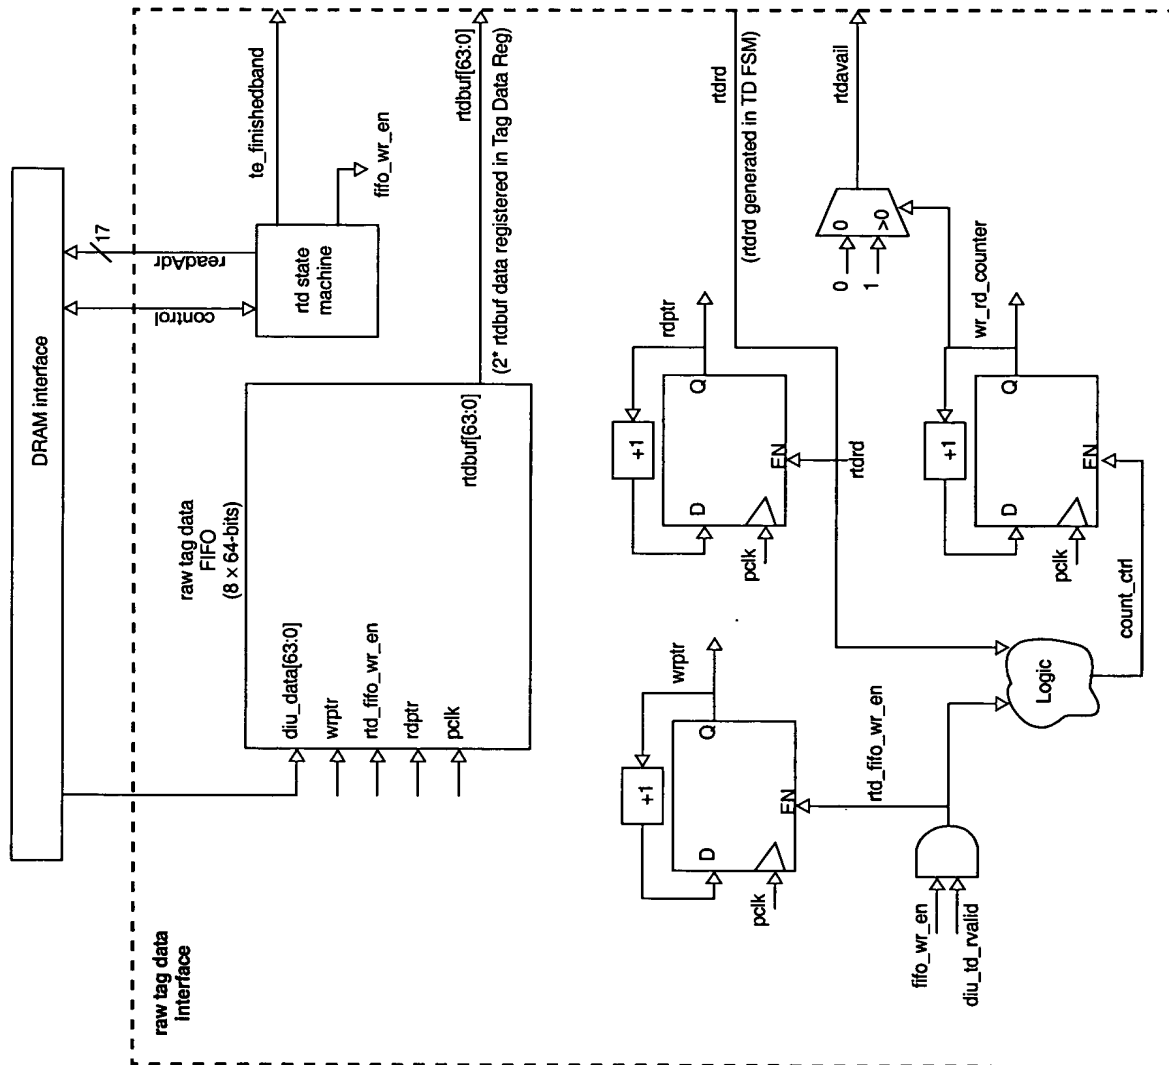 DRAM interface
17
readAdr
control
te_finishedband
fifo_wr_en
rtd state
machine
rtdbuf[63:0]
(2* rtdbuf data registered in Tag Data Reg)
raw tag data
FIFO
(8 × 64-bits)
rtdbuf[63:0]
diu_data[63:0]
wrptr
rtd_fifo_wr_en
rdptr
pclk
raw tag data
interface
rtdrd
(rtdrd generated in TD FSM)
rtdavail
0
>0
0
1
rdptr
+1
Q
D
EN
pclk
rtdrd
wr_rd_counter
+1
Q
D
EN
pclk
count_ctrl
wrptr
+1
Q
D
EN
pclk
rtd_fifo_wr_en
Logic
fifo_wr_en
diu_td_rvalid